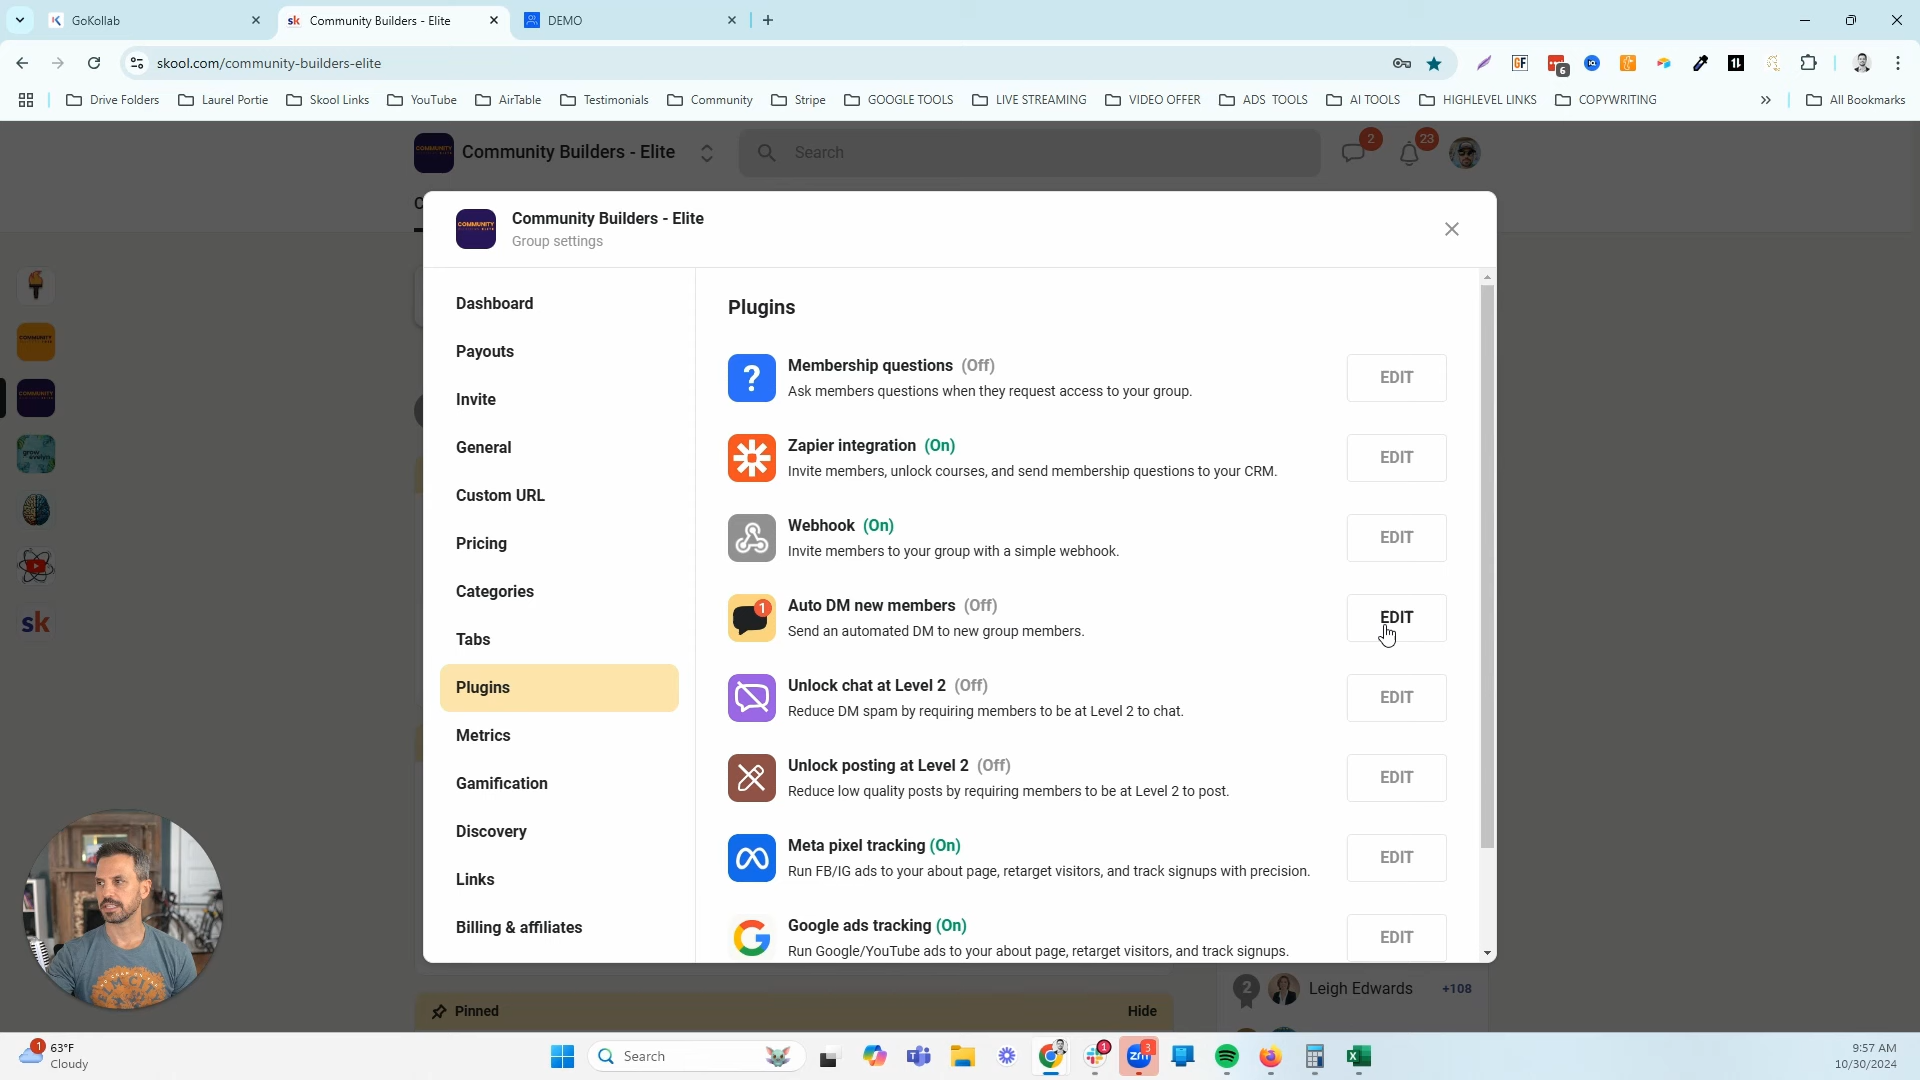 GoKollab
sk Community Builders - Elite
DEMO
skool.com/community-builders-elite
6
Drive Folders
Laurel Portie
Skool Links
YouTube
AirTable
Testimonials
Community
Stripe
GOOGLE TOOLS
LIVE STREAMING
VIDEO OFFER
ADS TOOLS
AI TOOLS
HIGHLEVEL LINKS
COPYWRITING
All Bookmarks
Community Builders - Elite
Search
2
23
Community Builders - Elite
Group settings
Dashboard
Payouts
Invite
General
Custom URL
Pricing
Categories
Tabs
Plugins
Metrics
Gamification
Discovery
Links
Billing & affiliates
Plugins
Membership questions (Off)
Ask members questions when they request access to your group.
EDIT
Zapier integration (On)
Invite members, unlock courses, and send membership questions to your CRM.
EDIT
Webhook (On)
Invite members to your group with a simple webhook.
EDIT
1
Auto DM new members (Off)
Send an automated DM to new group members.
EDIT
Unlock chat at Level 2 (Off)
Reduce DM spam by requiring members to be at Level 2 to chat.
EDIT
Unlock posting at Level 2 (Off)
Reduce low quality posts by requiring members to be at Level 2 to post.
EDIT
Meta pixel tracking (On)
Run FB/IG ads to your about page, retarget visitors, and track signups with precision.
EDIT
Google ads tracking (On)
Run Google/YouTube ads to your about page, retarget visitors, and track signups.
EDIT
sk
ELM CITY
2 Leigh Edwards +108
Pinned
Hide
1
63°F
Cloudy
Search
1
zm
3
9:57 AM
10/30/2024